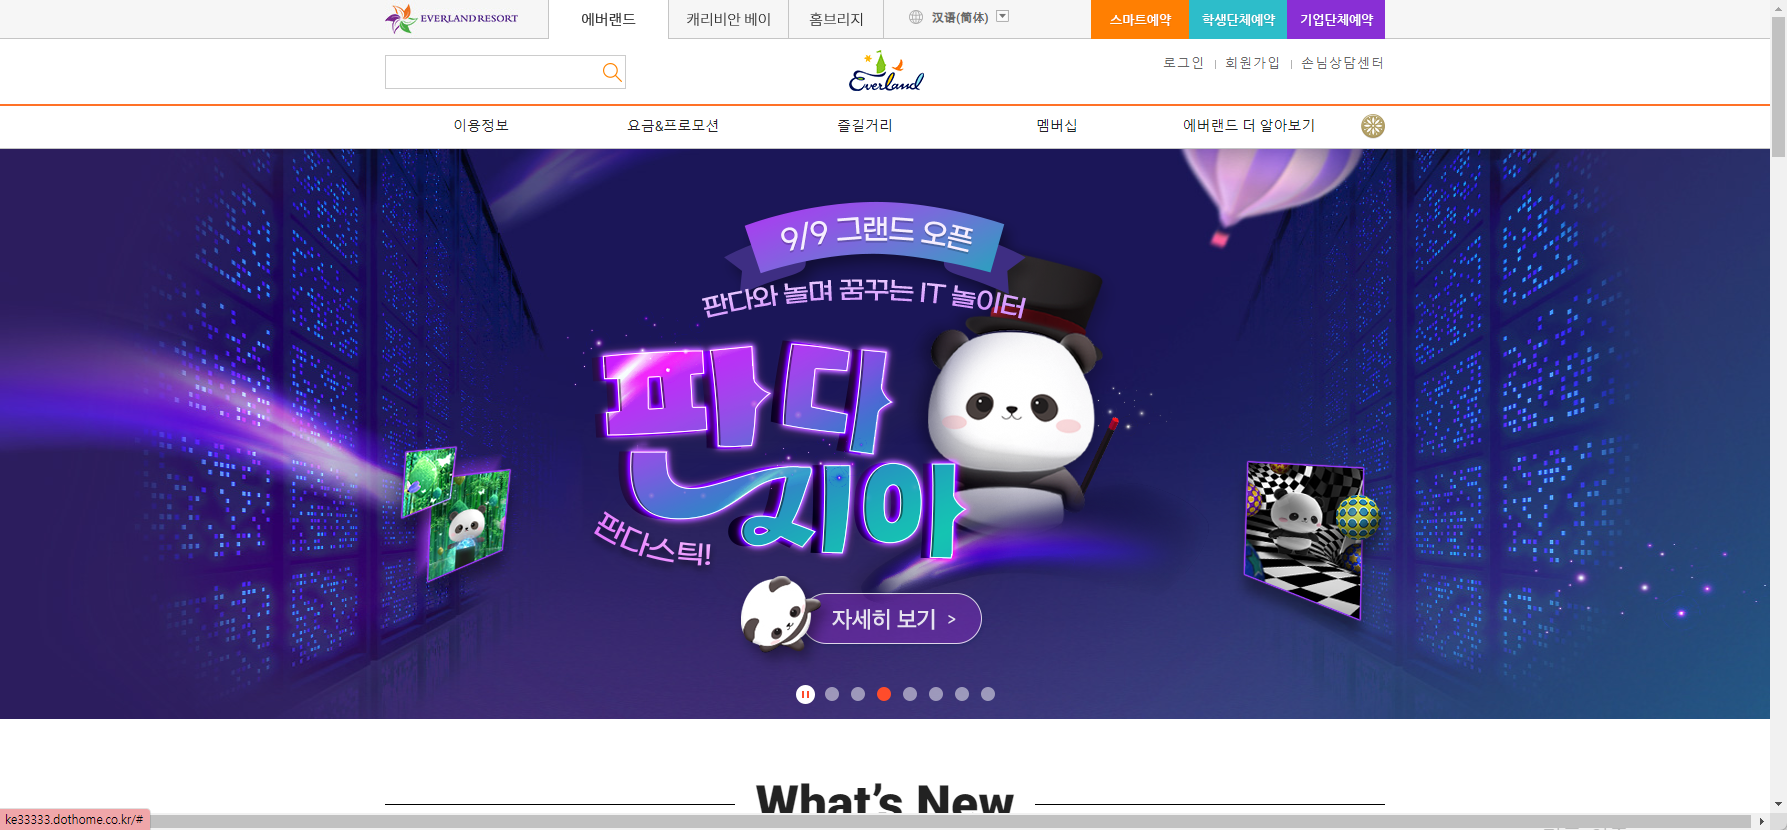 EVERLAND RESORT
에버랜드
캐리비안 베이
홈브리지
汉语(简体)
스마트예약
학생단체예약
기업단체예약
Everland
로그인
회원가입
손님상담센터
이용정보
요금&프로모션
즐길거리
멤버십
에버랜드 더 알아보기
9/9 그랜드 오픈
판다와 놀며 꿈꾸는 IT 놀이터
판다
시아
판다스틱!
자세히 보기 >
What's New
ke33333.dothome.co.kr/#